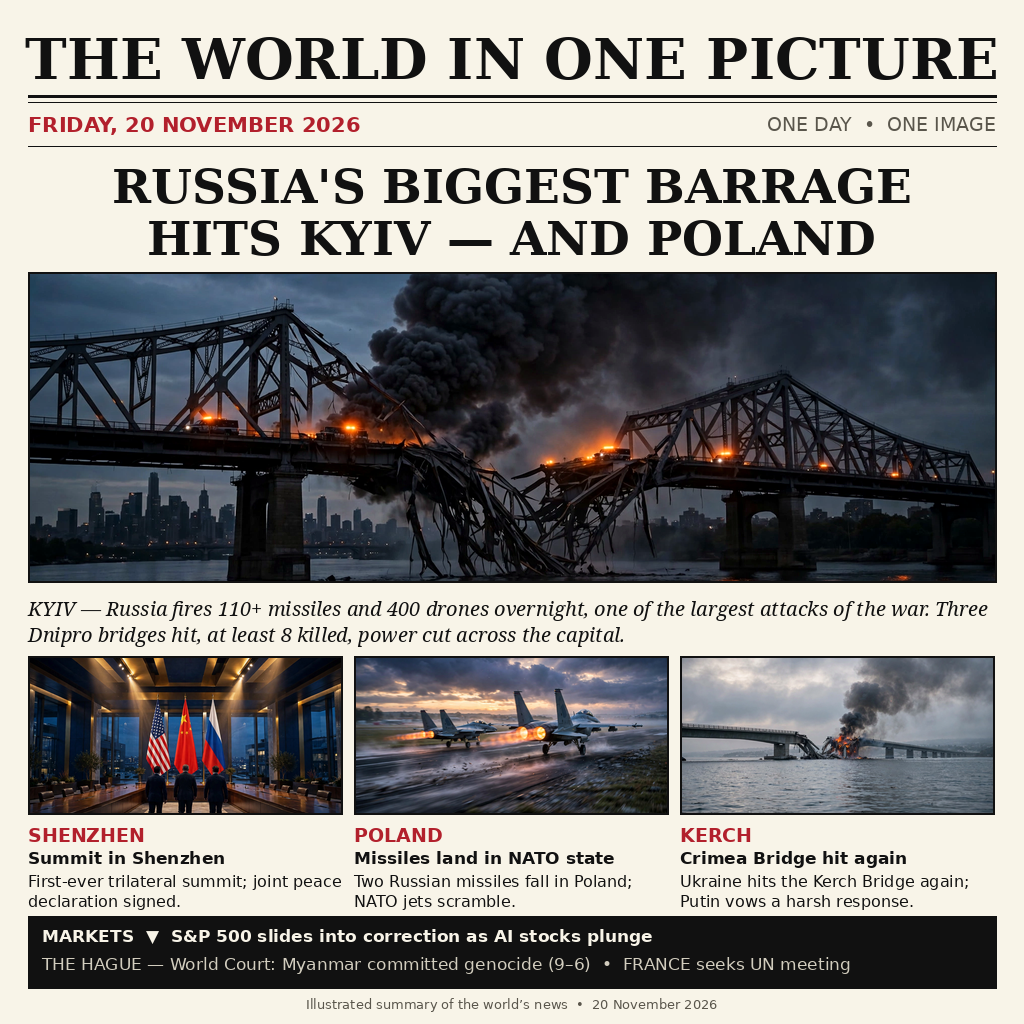 THE WORLD IN ONE PICTURE
FRIDAY, 20 NOVEMBER 2026
ONE DAY • ONE IMAGE
RUSSIA'S BIGGEST BARRAGE
HITS KYIV — AND POLAND
KYIV — Russia fires 110+ missiles and 400 drones overnight, one of the largest attacks of the war. Three
Dnipro bridges hit, at least 8 killed, power cut across the capital.
SHENZHEN
Summit in Shenzhen
First-ever trilateral summit; joint peace
declaration signed.
POLAND
Missiles land in NATO state
Two Russian missiles fall in Poland;
NATO jets scramble.
KERCH
Crimea Bridge hit again
Ukraine hits the Kerch Bridge again;
Putin vows a harsh response.
MARKETS ▼ S&P 500 slides into correction as AI stocks plunge
THE HAGUE — World Court: Myanmar committed genocide (9–6) • FRANCE seeks UN meeting
Illustrated summary of the world’s news • 20 November 2026